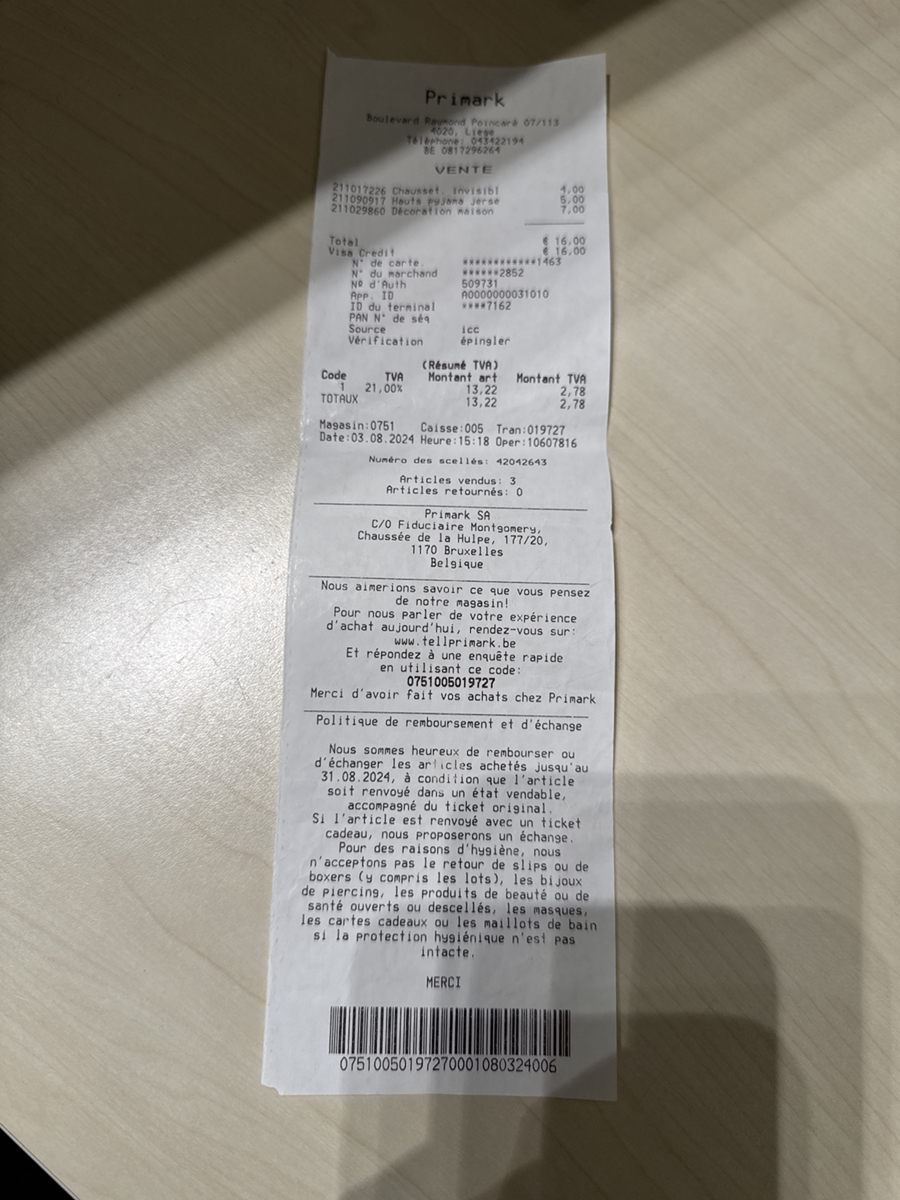 Primark
Boulevard Raymond Poincaré 07/113
4020, Liege
Téléphone: 043422194
BE 0817296264
VENTE
211017226 Chausset. invisibl 4,00
211090917 Hauts pyjama jerse 5,00
211029860 Décoration maison 7,00
Total € 16,00
Visa Credit € 16,00
N° de carte. ************1463
N° du marchand ******2852
Nº d'Auth 509731
App. ID A0000000031010
ID du terminal ****7162
PAN N° de séq
Source icc
Vérification épingler
(Résumé TVA)
Code TVA Montant art Montant TVA
1 21,00% 13,22 2,78
TOTAUX 13,22 2,78
Magasin:0751 Caisse:005 Tran:019727
Date:03.08.2024 Heure:15:18 Oper:10607816
Numéro des scellés: 42042643
Articles vendus: 3
Articles retournés: 0
Primark SA
C/O Fiduciaire Montgomery,
Chaussée de la Hulpe, 177/20,
1170 Bruxelles
Belgique
Nous aimerions savoir ce que vous pensez
de notre magasin!
Pour nous parler de votre expérience
d'achat aujourd'hui, rendez-vous sur:
www.tellprimark.be
Et répondez à une enquête rapide
en utilisant ce code:
0751005019727
Merci d'avoir fait vos achats chez Primark
Politique de remboursement et d'échange
Nous sommes heureux de rembourser ou
d'échanger les articles achetés jusqu'au
31.08.2024, à condition que l'article
soit renvoyé dans un état vendable,
accompagné du ticket original.
Si l'article est renvoyé avec un ticket
cadeau, nous proposerons un échange.
Pour des raisons d'hygiène, nous
n'acceptons pas le retour de slips ou de
boxers (y compris les lots), les bijoux
de piercing, les produits de beauté ou de
santé ouverts ou descellés, les masques,
les cartes cadeaux ou les maillots de bain
si la protection hygiénique n'est pas
intacte.
MERCI
07510050197270001080324006